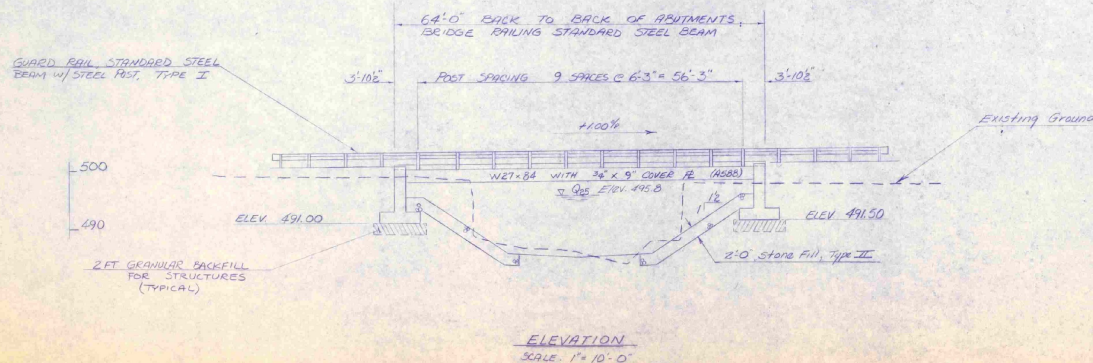 64'-0" BACK TO BACK OF ABUTMENTS
BRIDGE RAILING STANDARD STEEL BEAM
GUARD RAIL, STANDARD STEEL
BEAM W/ STEEL POST, TYPE II
3'-10½"
POST SPACING 9 SPACES @ 6'-3" = 56'-3"
3'-10½"
+1.00%
Existing Ground
500
W27×84 WITH ¾" × 9" COVER PL (A588)
Q25 ELEV. 495.8
1½
490
ELEV. 491.00
ELEV 491.50
2 FT GRANULAR BACKFILL
FOR STRUCTURES
(TYPICAL)
2'-0" Stone Fill, Type III
ELEVATION
SCALE: 1" = 10'-0"